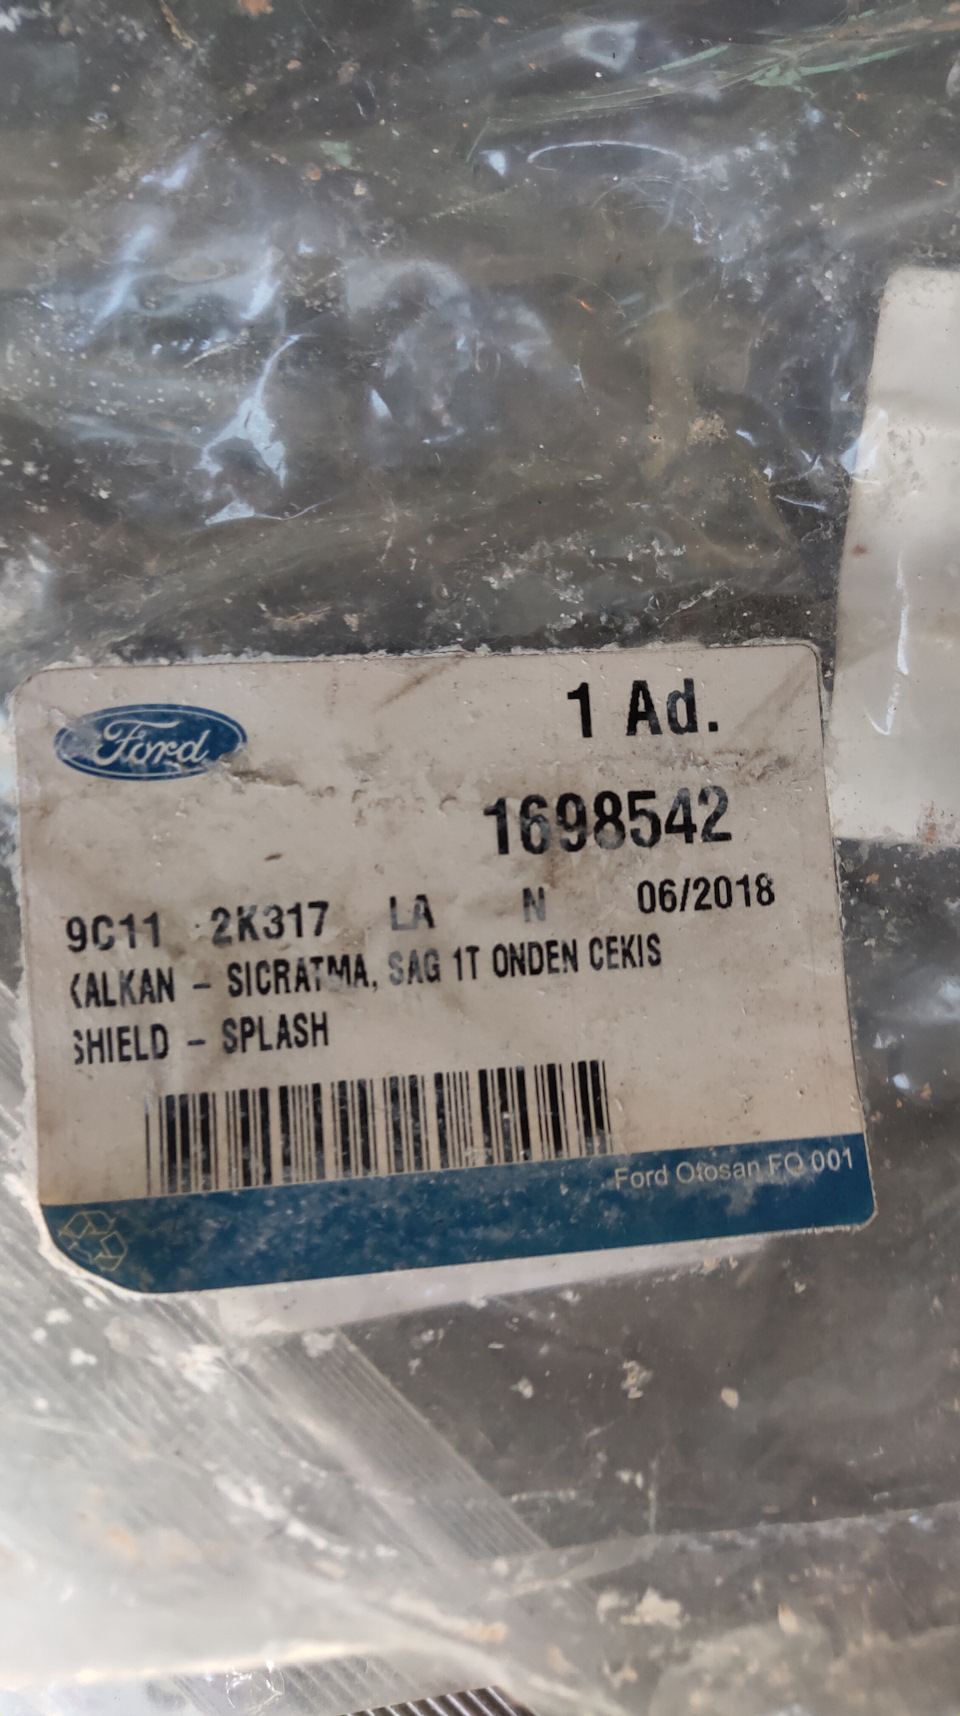 Ford
1 Ad.
1698542
9C11 2K317 LA N 06/2018
KALKAN - SICRATMA, SAG 1T ONDEN CEKIS
SHIELD - SPLASH
Ford Otosan FO 001